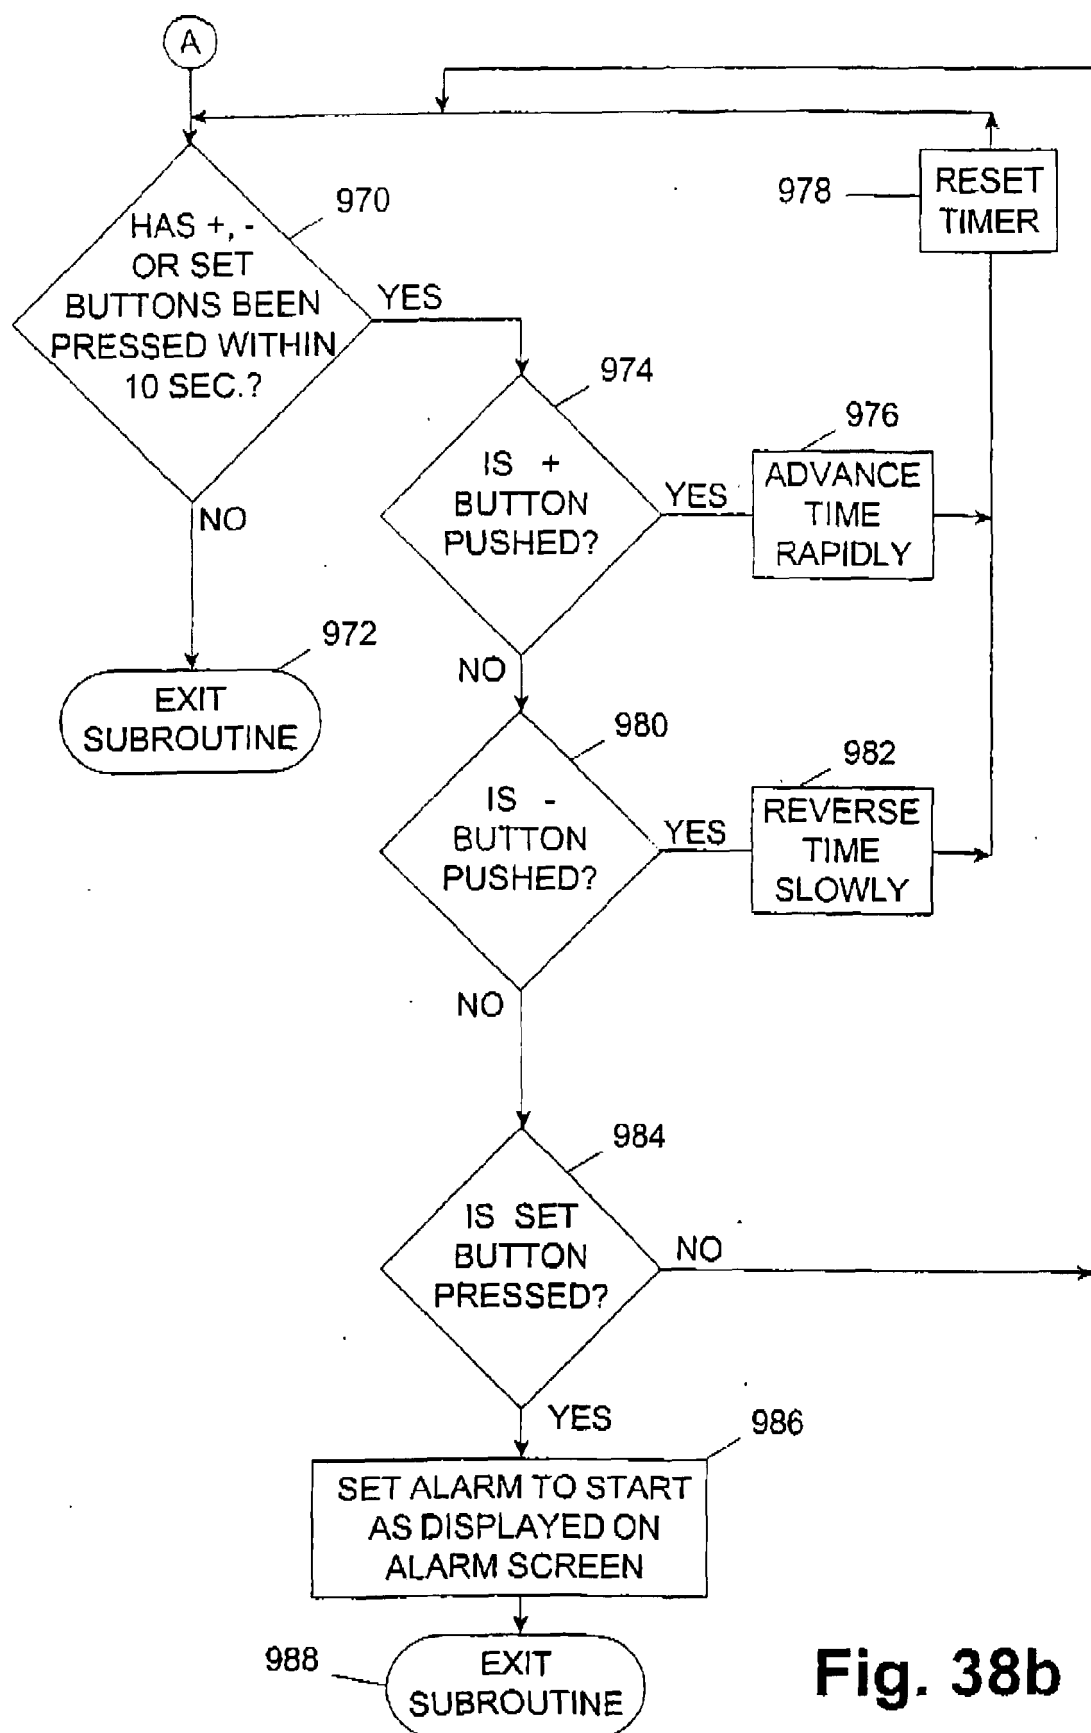 A
970
HAS +, -
OR SET
BUTTONS BEEN
PRESSED WITHIN
10 SEC.?
YES
NO
978
RESET
TIMER
974
IS +
BUTTON
PUSHED?
YES
976
ADVANCE
TIME
RAPIDLY
NO
972
EXIT
SUBROUTINE
980
IS -
BUTTON
PUSHED?
YES
982
REVERSE
TIME
SLOWLY
NO
984
IS SET
BUTTON
PRESSED?
NO
YES
986
SET ALARM TO START
AS DISPLAYED ON
ALARM SCREEN
988
EXIT
SUBROUTINE
Fig. 38b